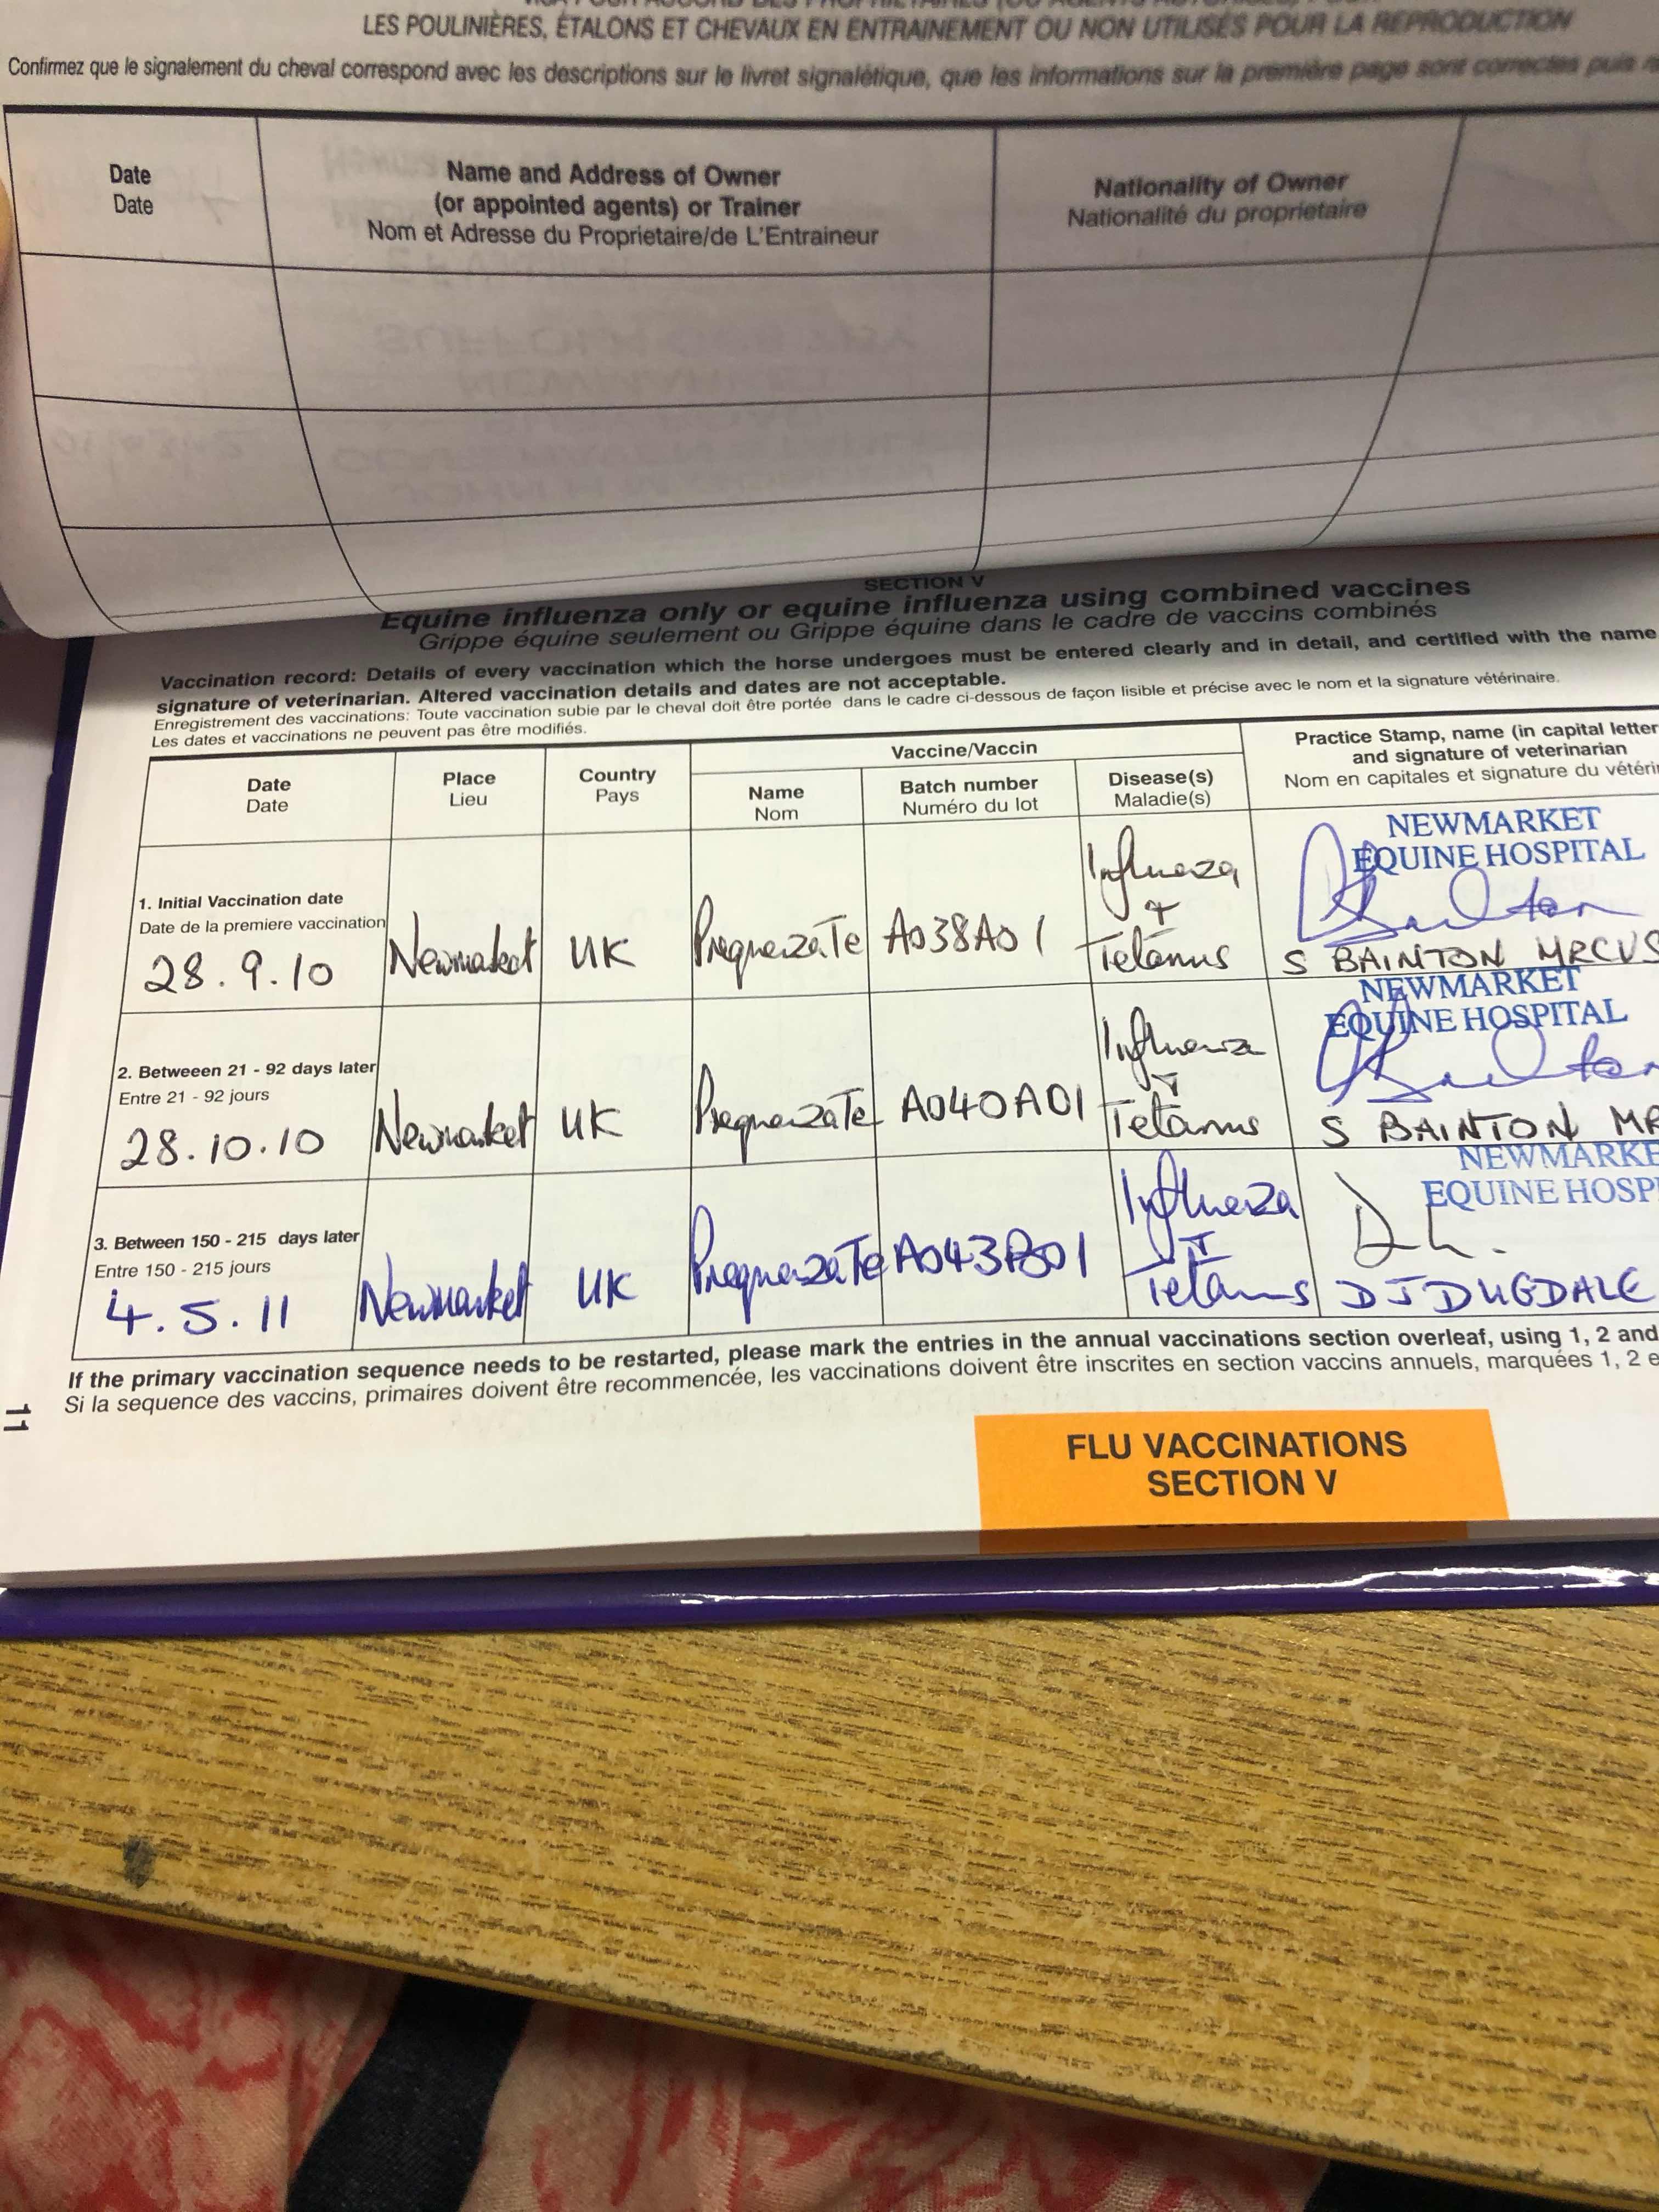 LES POULINIÈRES, ÉTALONS ET CHEVAUX EN ENTRAINEMENT OU NON UTILISÉS POUR LA REPRODUCTION
Confirmez que le signalement du cheval correspond avec les descriptions sur le livret signalétique, que les informations sur la première page sont correctes puis
Date
Date
Name and Address of Owner
(or appointed agents) or Trainer
Nom et Adresse du Proprietaire/de L'Entraineur
Nationality of Owner
Nationalité du proprietaire
SECTION V
Equine influenza only or equine influenza using combined vaccines
Grippe équine seulement ou Grippe équine dans le cadre de vaccins combinés
Vaccination record: Details of every vaccination which the horse undergoes must be entered clearly and in detail, and certified with the name
signature of veterinarian. Altered vaccination details and dates are not acceptable.
Enregistrement des vaccinations: Toute vaccination subie par le cheval doit être portée dans le cadre ci-dessous de façon lisible et précise avec le nom et la signature vétérinaire.
Les dates et vaccinations ne peuvent pas être modifiés.
Date
Date
Place
Lieu
Country
Pays
Vaccine/Vaccin
Name
Nom
Batch number
Numéro du lot
Disease(s)
Maladie(s)
Practice Stamp, name (in capital letter
and signature of veterinarian
Nom en capitales et signature du vétéri
1. Initial Vaccination date
Date de la premiere vaccination
28.9.10
Newmarket
UK
PrequenzaTe
A038A01
Influenza
+
Tetanus
NEWMARKET
EQUINE HOSPITAL
S BAINTON MRCVS
2. Betweeen 21 - 92 days later
Entre 21 - 92 jours
28.10.10
Newmarket
UK
PrequenzaTe
A040A01
Influenza
+
Tetanus
NEWMARKET
EQUINE HOSPITAL
S BAINTON MR
3. Between 150 - 215 days later
Entre 150 - 215 jours
4.5.11
Newmarket
UK
PrequenzaTe
A043B01
Influenza
+
Tetanus
NEWMARKE
EQUINE HOSPI
D J DUGDALE
If the primary vaccination sequence needs to be restarted, please mark the entries in the annual vaccinations section overleaf, using 1, 2 and
Si la sequence des vaccins, primaires doivent être recommencée, les vaccinations doivent être inscrites en section vaccins annuels, marquées 1, 2 e
11
FLU VACCINATIONS
SECTION V